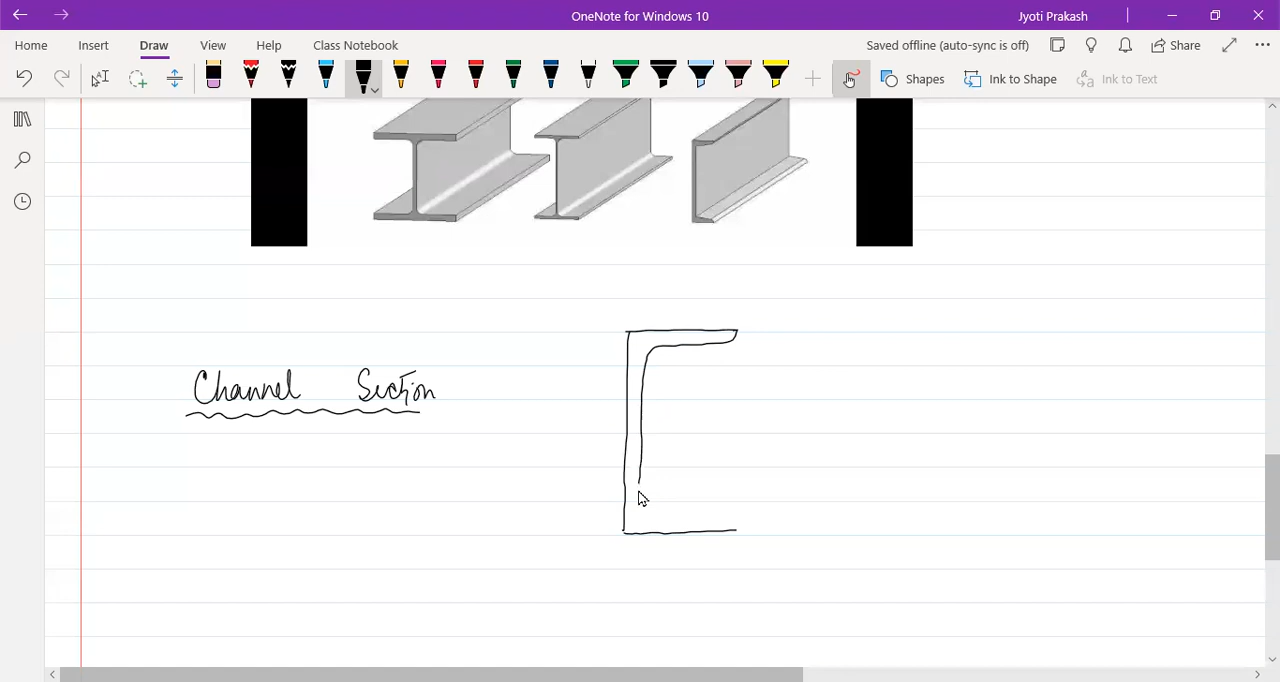 OneNote for Windows 10
Jyoti Prakash
Home Insert Draw View Help Class Notebook
Saved offline (auto-sync is off) Share
Shapes Ink to Shape Ink to Text
Channel Section